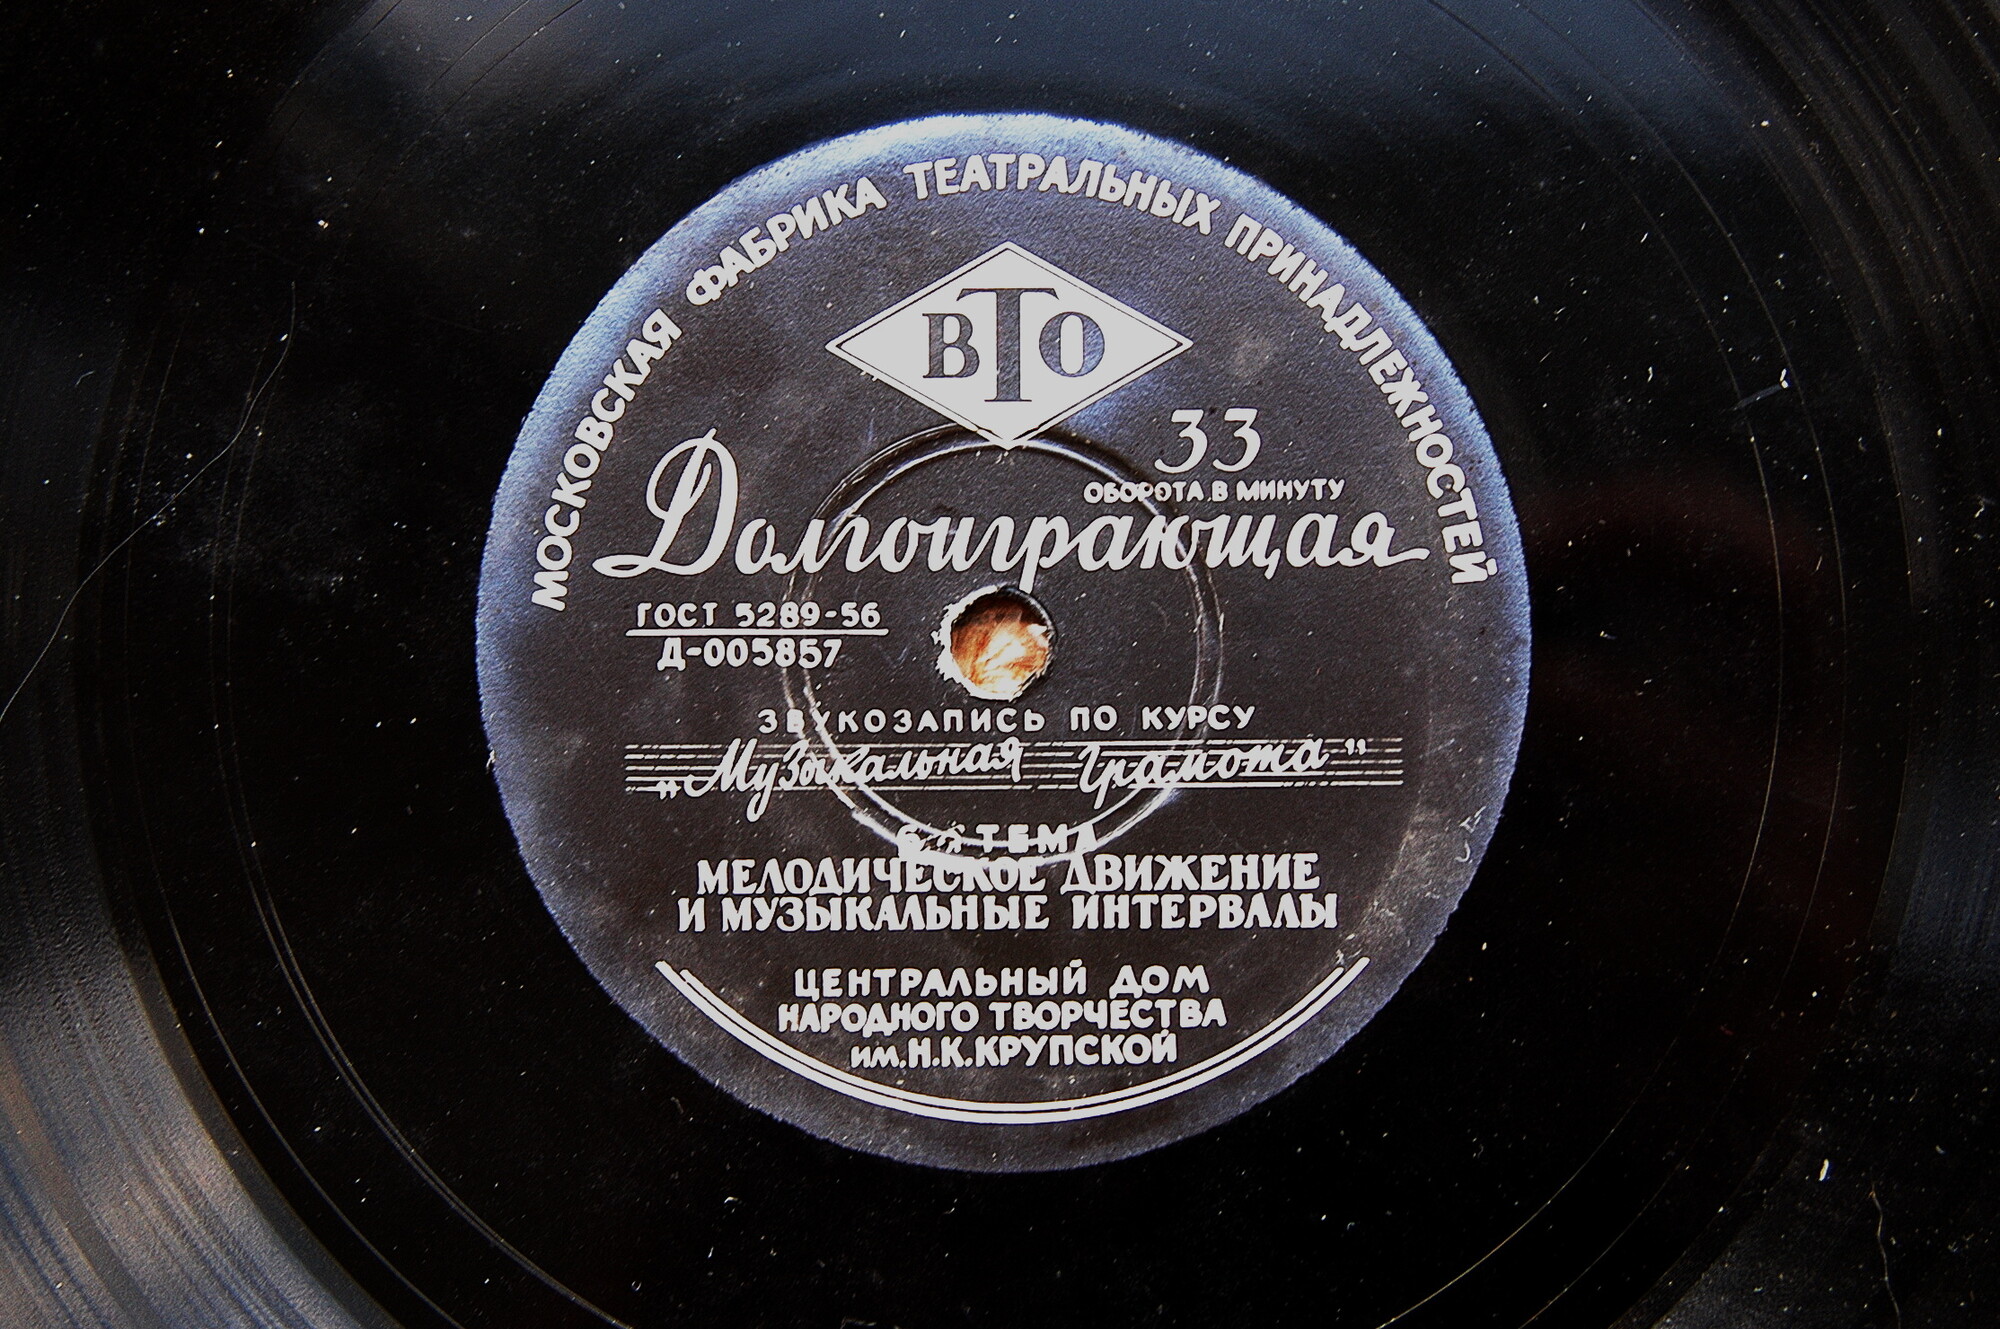 МОСКОВСКАЯ ФАБРИКА ТЕАТРАЛЬНЫХ ПРИНАДЛЕЖНОСТЕЙ
ВТО
33
ОБОРОТА В МИНУТУ
Долгоиграющая
ГОСТ 5289-56
Д-005857
ЗВУКОЗАПИСЬ ПО КУРСУ
„Музыкальная грамота"
ТЕМА
МЕЛОДИЧЕСКОЕ ДВИЖЕНИЕ
И МУЗЫКАЛЬНЫЕ ИНТЕРВАЛЫ
ЦЕНТРАЛЬНЫЙ ДОМ
НАРОДНОГО ТВОРЧЕСТВА
им.Н.К.КРУПСКОЙ